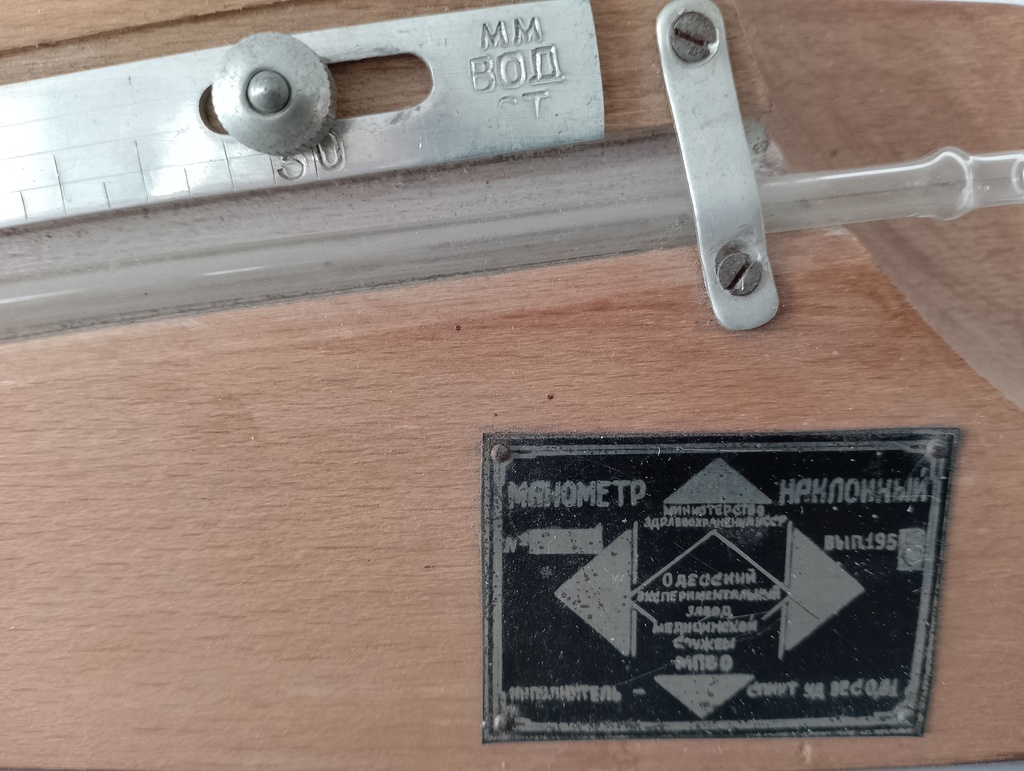 ММ
ВОД
СТ
50
МАНОМЕТР НАКЛОННЫЙ
МИНИСТЕРСТВО
ЗДРАВООХРАНЕНИЯ УССР
№ ВЫП.195
ОДЕССКИЙ
ЭКСПЕРИМЕНТАЛЬНЫЙ
ЗАВОД
МЕДИЦИНСКОЙ
СЛУЖБЫ
МПВО
НАПОЛНИТЕЛЬ – СПИРТ УД ВЕС 0,81